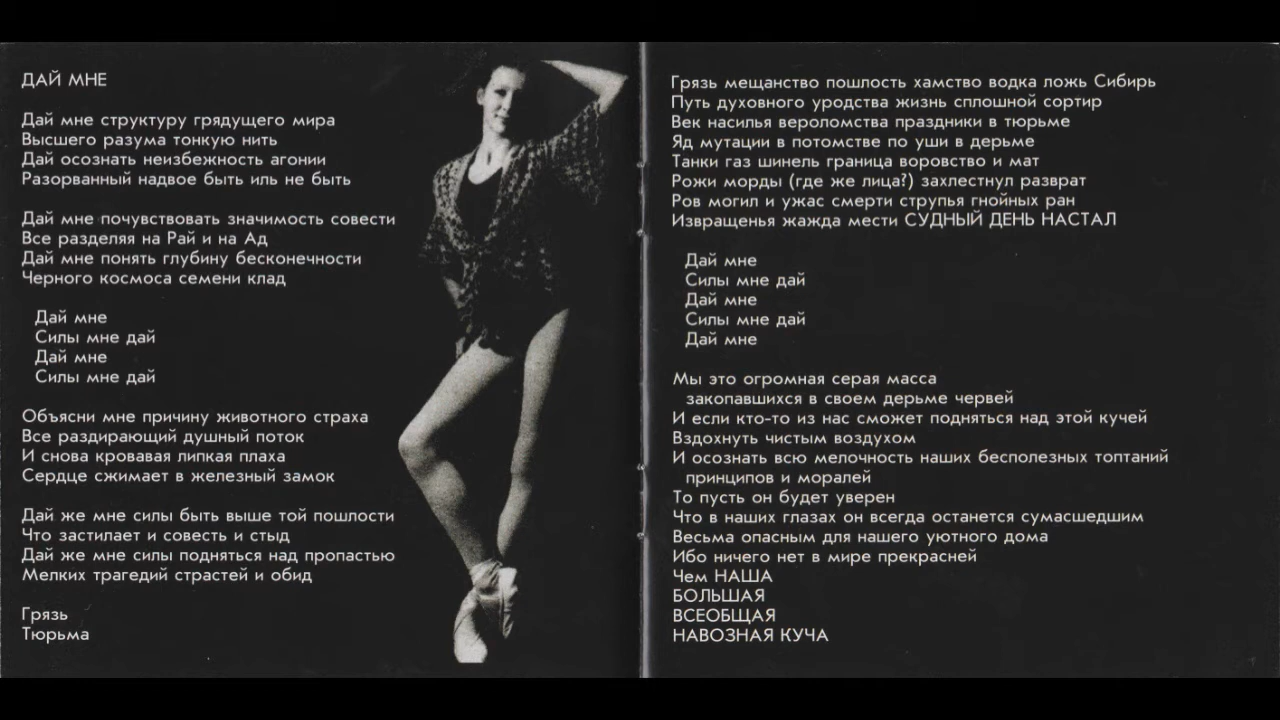 ДАЙ МНЕ
Дай мне структуру грядущего мира
Высшего разума тонкую нить
Дай осознать неизбежность агонии
Разорванный надвое быть иль не быть
Дай мне почувствовать значимость совести
Все разделяя на Рай и на Ад
Дай мне понять глубину бесконечности
Черного космоса семени клад
Дай мне
Силы мне дай
Дай мне
Силы мне дай
Объясни мне причину животного страха
Все раздирающий душный поток
И снова кровавая липкая плаха
Сердце сжимает в железный замок
Дай же мне силы быть выше той пошлости
Что застилает и совесть и стыд
Дай же мне силы подняться над пропастью
Мелких трагедий страстей и обид
Грязь
Тюрьма
Грязь мещанство пошлость хамство водка ложь Сибирь
Путь духовного уродства жизнь сплошной сортир
Век насилья вероломства праздники в тюрьме
Яд мутации в потомстве по уши в дерьме
Танки газ шинель граница воровство и мат
Рожи морды (где же лица?) захлестнул разврат
Ров могил и ужас смерти струпья гнойных ран
Извращенья жажда мести СУДНЫЙ ДЕНЬ НАСТАЛ
Дай мне
Силы мне дай
Дай мне
Силы мне дай
Дай мне
Мы это огромная серая масса
закопавшихся в своем дерьме червей
И если кто-то из нас сможет подняться над этой кучей
Вздохнуть чистым воздухом
И осознать всю мелочность наших бесполезных топтаний
принципов и моралей
То пусть он будет уверен
Что в наших глазах он всегда останется сумасшедшим
Весьма опасным для нашего уютного дома
Ибо ничего нет в мире прекрасней
Чем НАША
БОЛЬШАЯ
ВСЕОБЩАЯ
НАВОЗНАЯ КУЧА